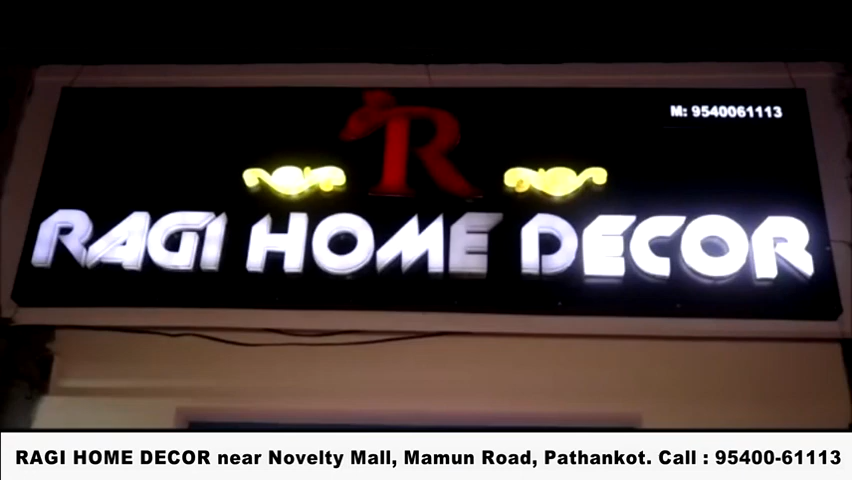 M: 9540061113
R
RAGI HOME DECOR
RAGI HOME DECOR near Novelty Mall, Mamun Road, Pathankot. Call : 95400-61113